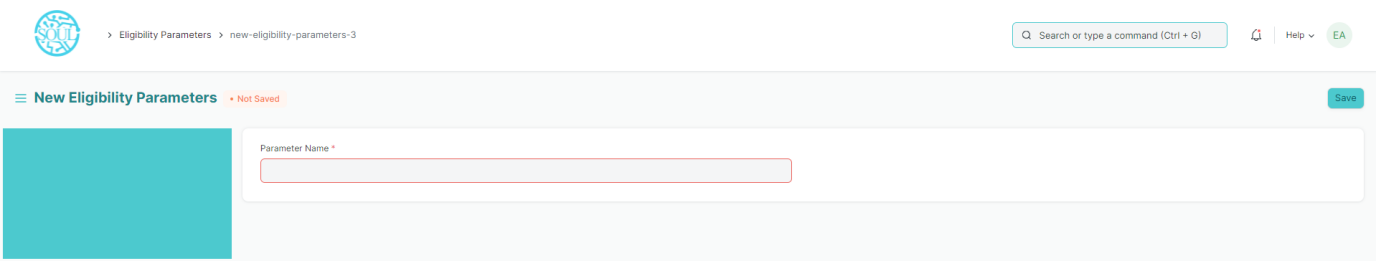 SOUL
> Eligibility Parameters > new-eligibility-parameters-3
Search or type a command (Ctrl + G)
Help
EA
New Eligibility Parameters
• Not Saved
Save
Parameter Name *